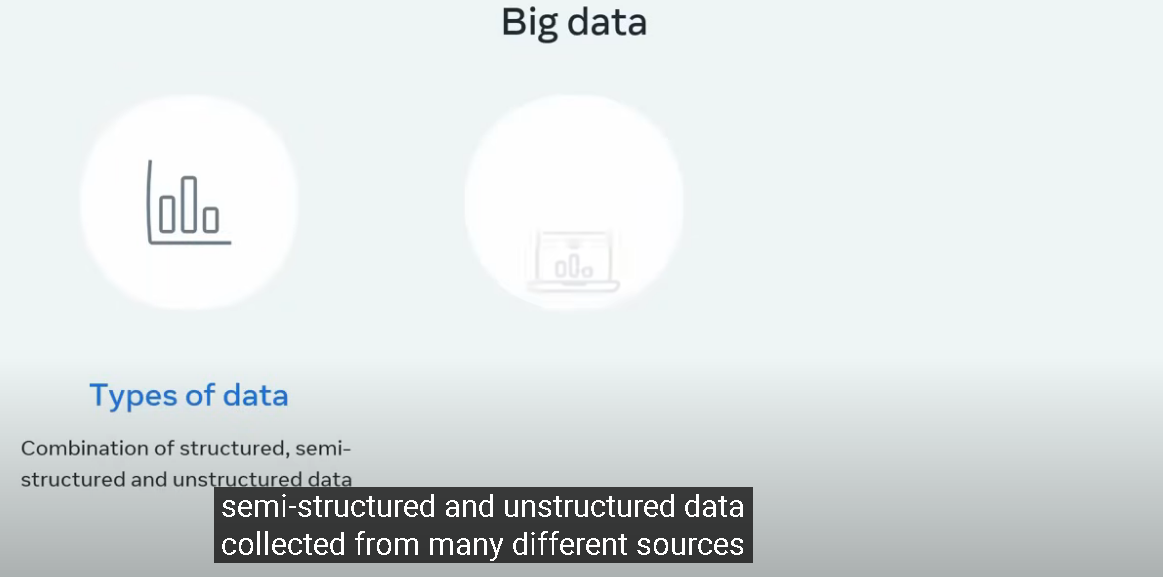 Big data
Types of data
Combination of structured, semi-
structured and unstructured data
semi-structured and unstructured data
collected from many different sources